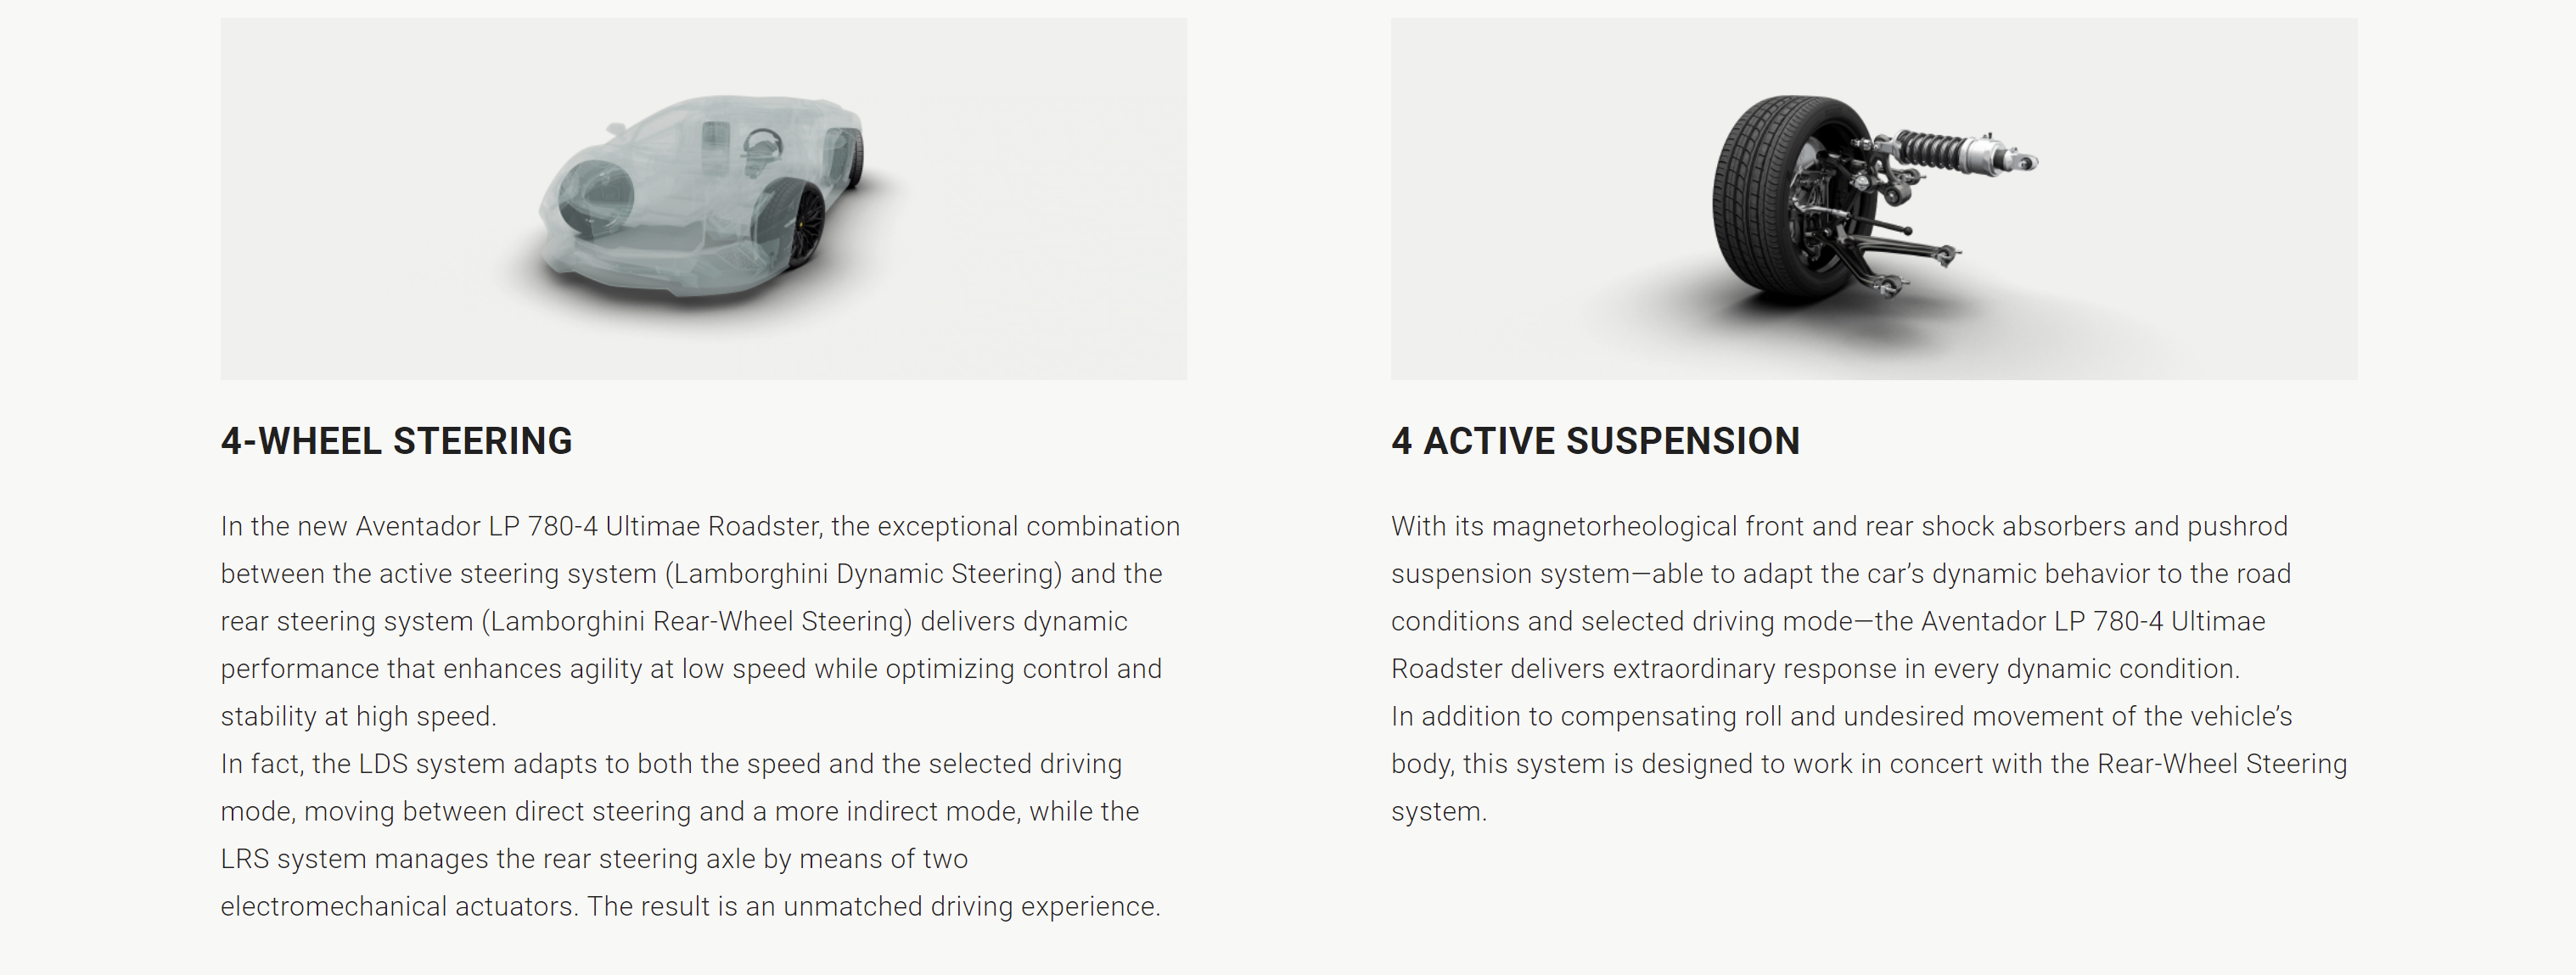 4-WHEEL STEERING
In the new Aventador LP 780-4 Ultimae Roadster, the exceptional combination
between the active steering system (Lamborghini Dynamic Steering) and the
rear steering system (Lamborghini Rear-Wheel Steering) delivers dynamic
performance that enhances agility at low speed while optimizing control and
stability at high speed.
In fact, the LDS system adapts to both the speed and the selected driving
mode, moving between direct steering and a more indirect mode, while the
LRS system manages the rear steering axle by means of two
electromechanical actuators. The result is an unmatched driving experience.
4 ACTIVE SUSPENSION
With its magnetorheological front and rear shock absorbers and pushrod
suspension system—able to adapt the car’s dynamic behavior to the road
conditions and selected driving mode—the Aventador LP 780-4 Ultimae
Roadster delivers extraordinary response in every dynamic condition.
In addition to compensating roll and undesired movement of the vehicle’s
body, this system is designed to work in concert with the Rear-Wheel Steering
system.